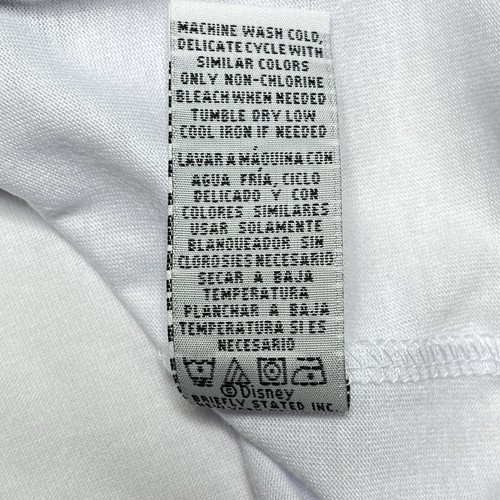 MACHINE WASH COLD,
DELICATE CYCLE WITH
SIMILAR COLORS
ONLY NON-CHLORINE
BLEACH WHEN NEEDED
TUMBLE DRY LOW
COOL IRON IF NEEDED
LAVAR A MÁQUINA CON
AGUA FRÍA, CICLO
DELICADO Y CON
COLORES SIMILARES
USAR SOLAMENTE
BLANQUEADOR SIN
CLORO SI ES NECESARIO
SECAR A BAJA
TEMPERATURA
PLANCHAR A BAJA
TEMPERATURA SI ES
NECESARIO
© Disney
BRIEFLY STATED INC.